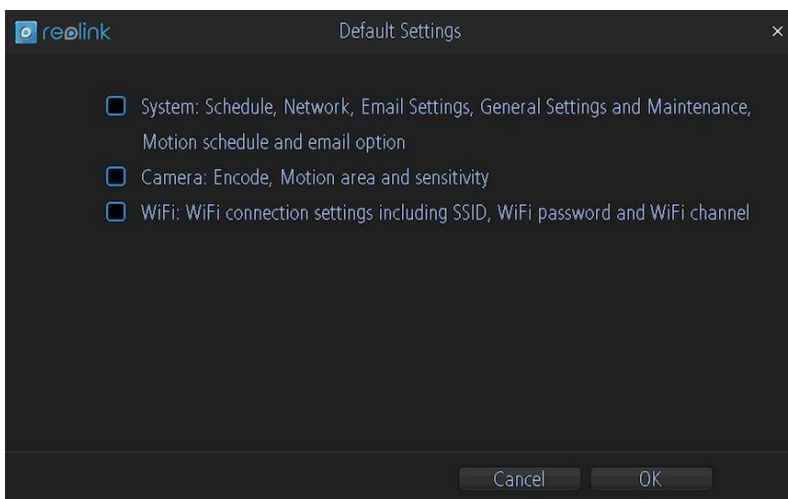 reolink
Default Settings
×
System: Schedule, Network, Email Settings, General Settings and Maintenance,
Motion schedule and email option
Camera: Encode, Motion area and sensitivity
WiFi: WiFi connection settings including SSID, WiFi password and WiFi channel
Cancel
OK